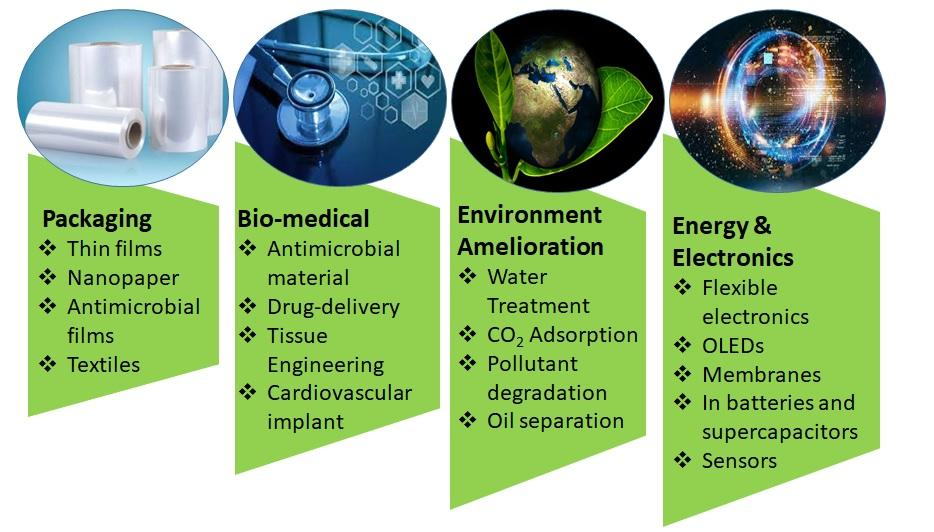 Packaging
❖ Thin films
❖ Nanopaper
❖ Antimicrobial
films
❖ Textiles
Bio-medical
❖ Antimicrobial
material
❖ Drug-delivery
❖ Tissue
Engineering
❖ Cardiovascular
implant
Environment
Amelioration
❖ Water
Treatment
❖ CO₂ Adsorption
❖ Pollutant
degradation
❖ Oil separation
Energy &
Electronics
❖ Flexible
electronics
❖ OLEDs
❖ Membranes
❖ In batteries and
supercapacitors
❖ Sensors